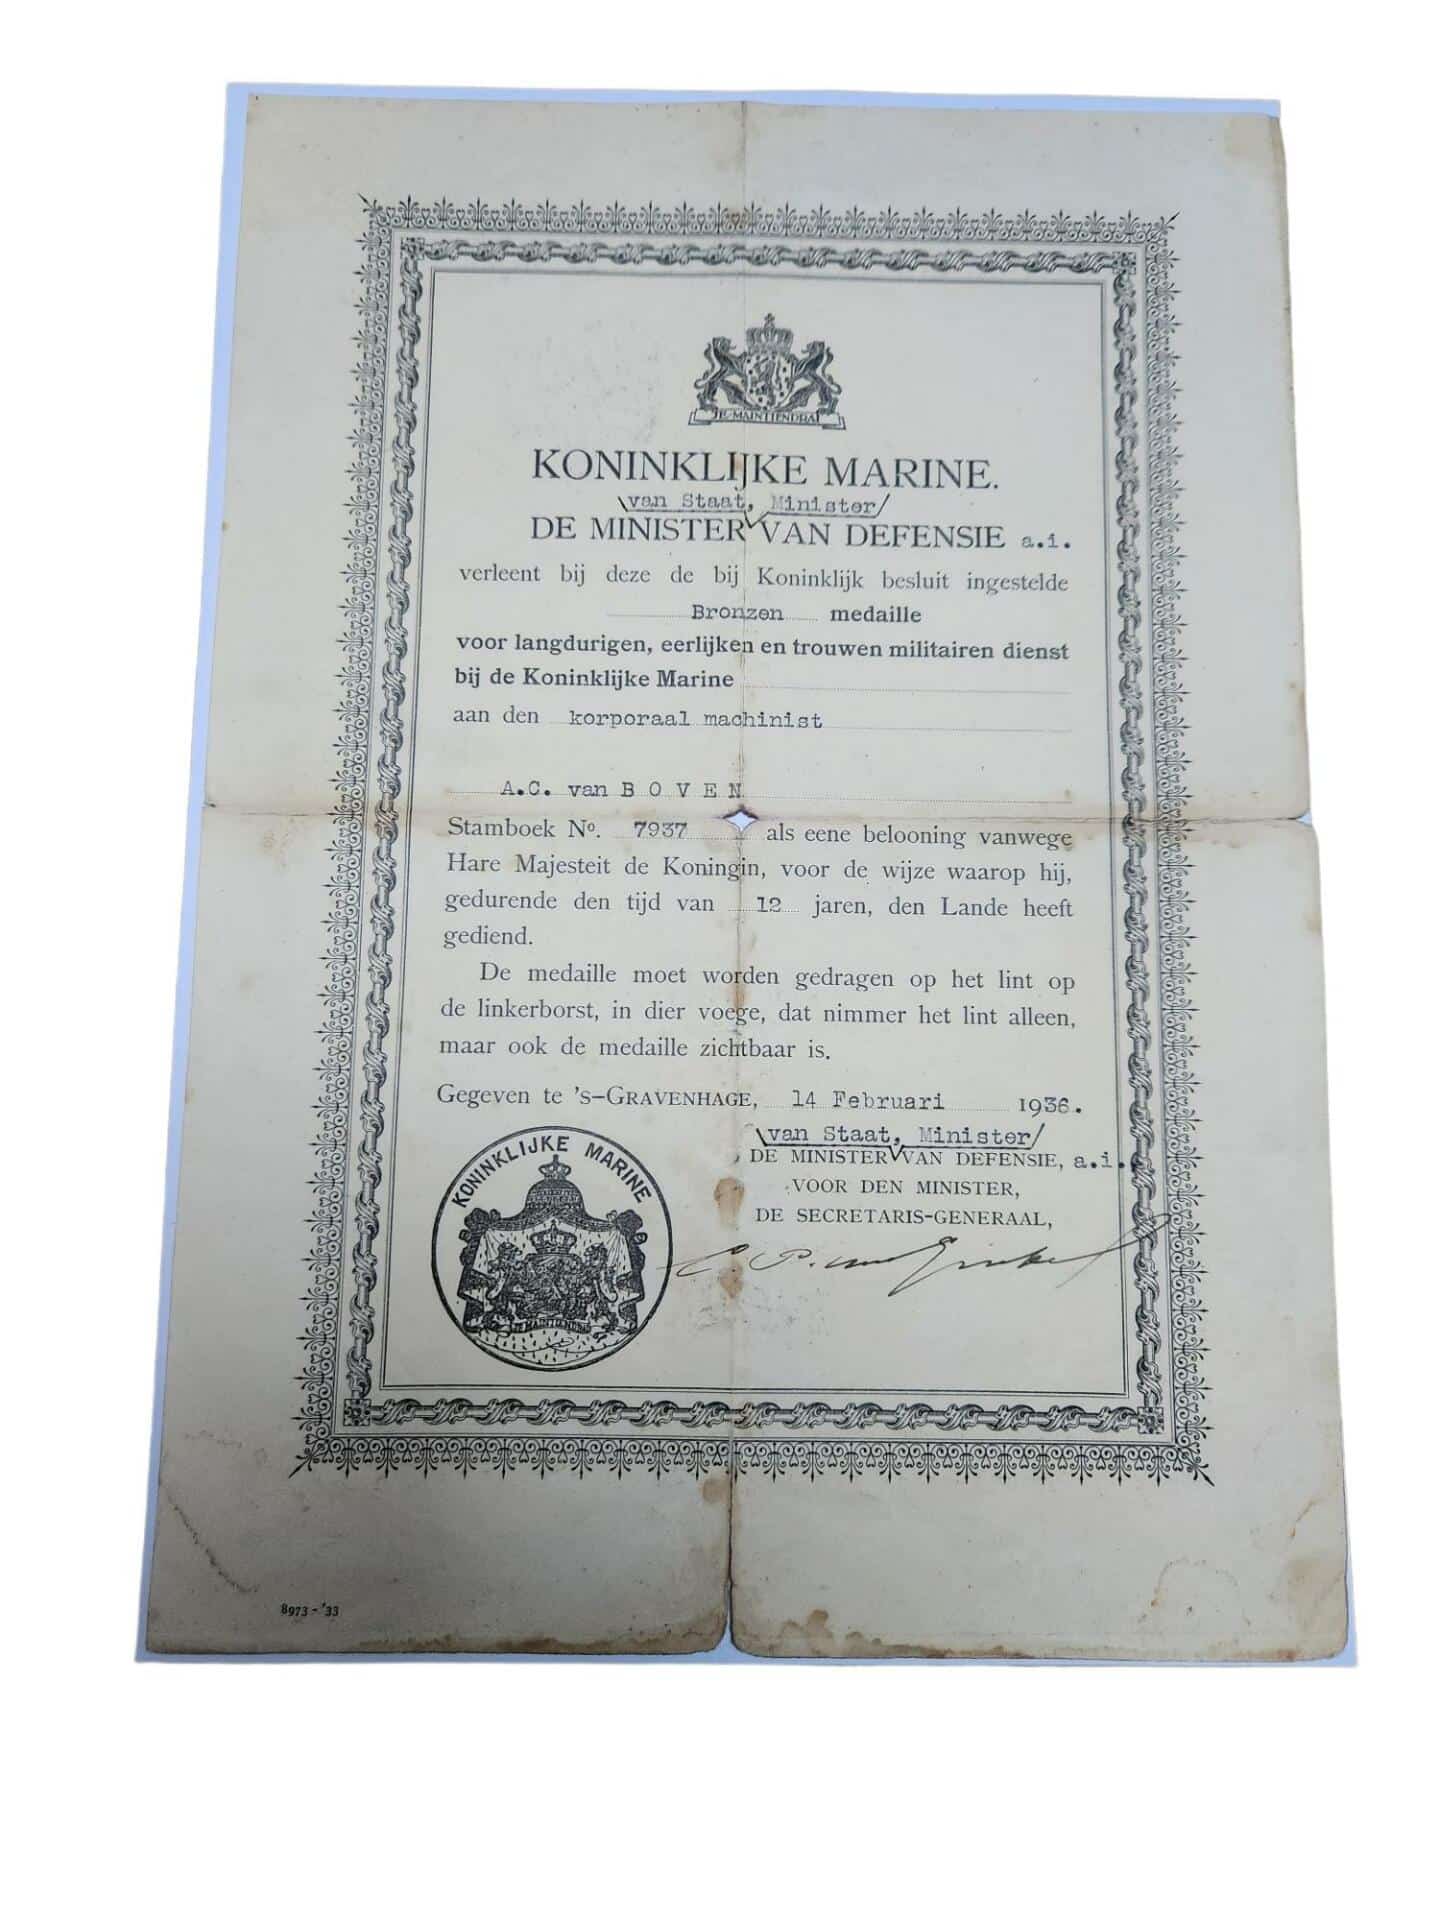 JE MAINTIENDRAI
KONINKLIJKE MARINE.
van Staat, Minister
DE MINISTER VAN DEFENSIE a.i.
verleent bij deze de bij Koninklijk besluit ingestelde
Bronzen medaille
voor langdurigen, eerlijken en trouwen militairen dienst
bij de Koninklijke Marine
aan den korporaal machinist
A.C. van B O V E N
Stamboek No. 7937 als eene belooning vanwege
Hare Majesteit de Koningin, voor de wijze waarop hij,
gedurende den tijd van 12 jaren, den Lande heeft
gediend.
De medaille moet worden gedragen op het lint op
de linkerborst, in dier voege, dat nimmer het lint alleen,
maar ook de medaille zichtbaar is.
Gegeven te 's-GRAVENHAGE, 14 Februari 1936.
van Staat, Minister
DE MINISTER VAN DEFENSIE, a.i.
VOOR DEN MINISTER,
DE SECRETARIS-GENERAAL,
KONINKLIJKE MARINE
JE MAINTIENDRAI
8973 - '33